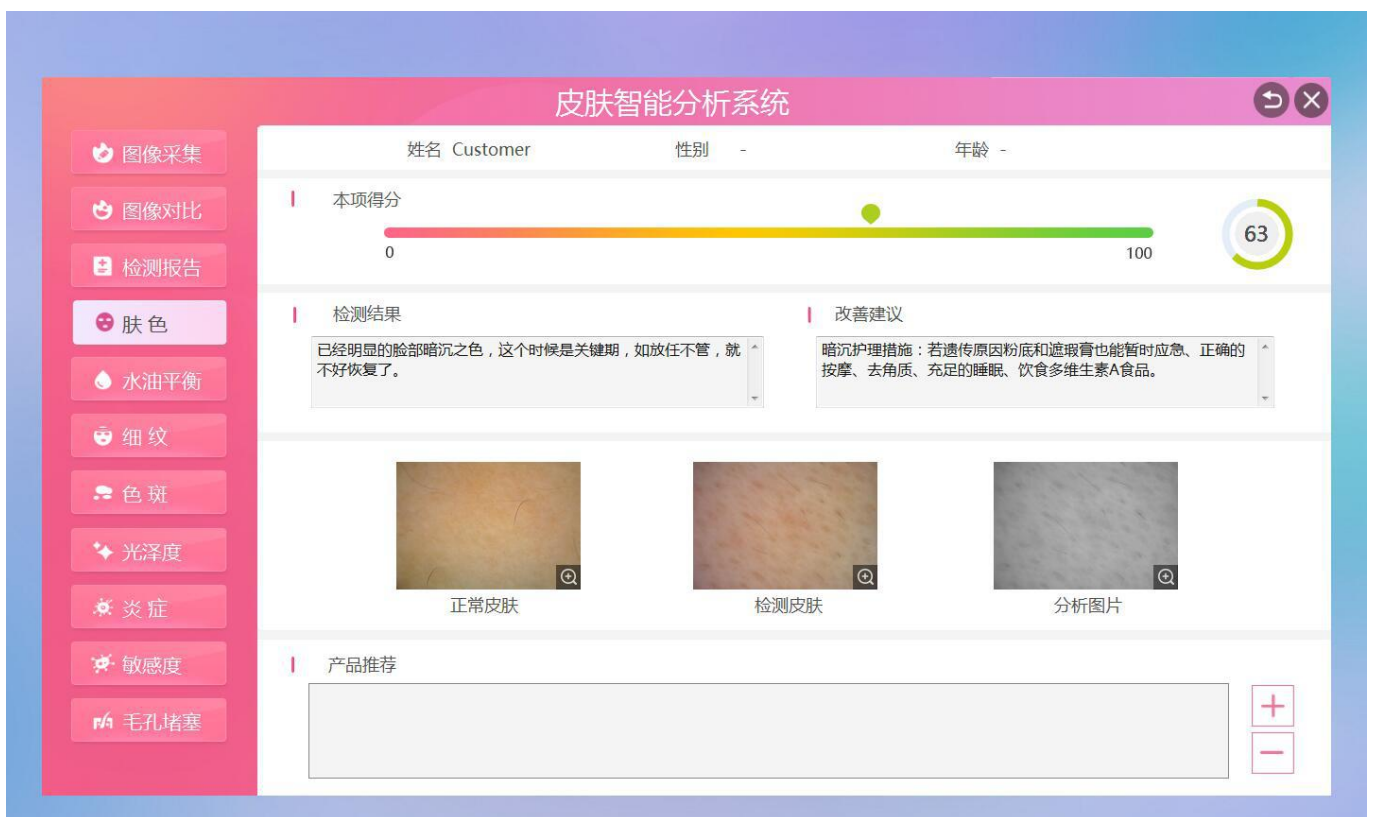 皮肤智能分析系统
图像采集
图像对比
检测报告
肤色
水油平衡
细纹
色斑
光泽度
炎症
敏感度
毛孔堵塞
姓名 Customer 性别 - 年龄 -
本项得分
0 100
63
检测结果
已经明显的脸部暗沉之色，这个时候是关键期，如放任不管，就
不好恢复了。
改善建议
暗沉护理措施：若遗传原因粉底和遮瑕膏也能暂时应急、正确的
按摩、去角质、充足的睡眠、饮食多维生素A食品。
正常皮肤 检测皮肤 分析图片
产品推荐